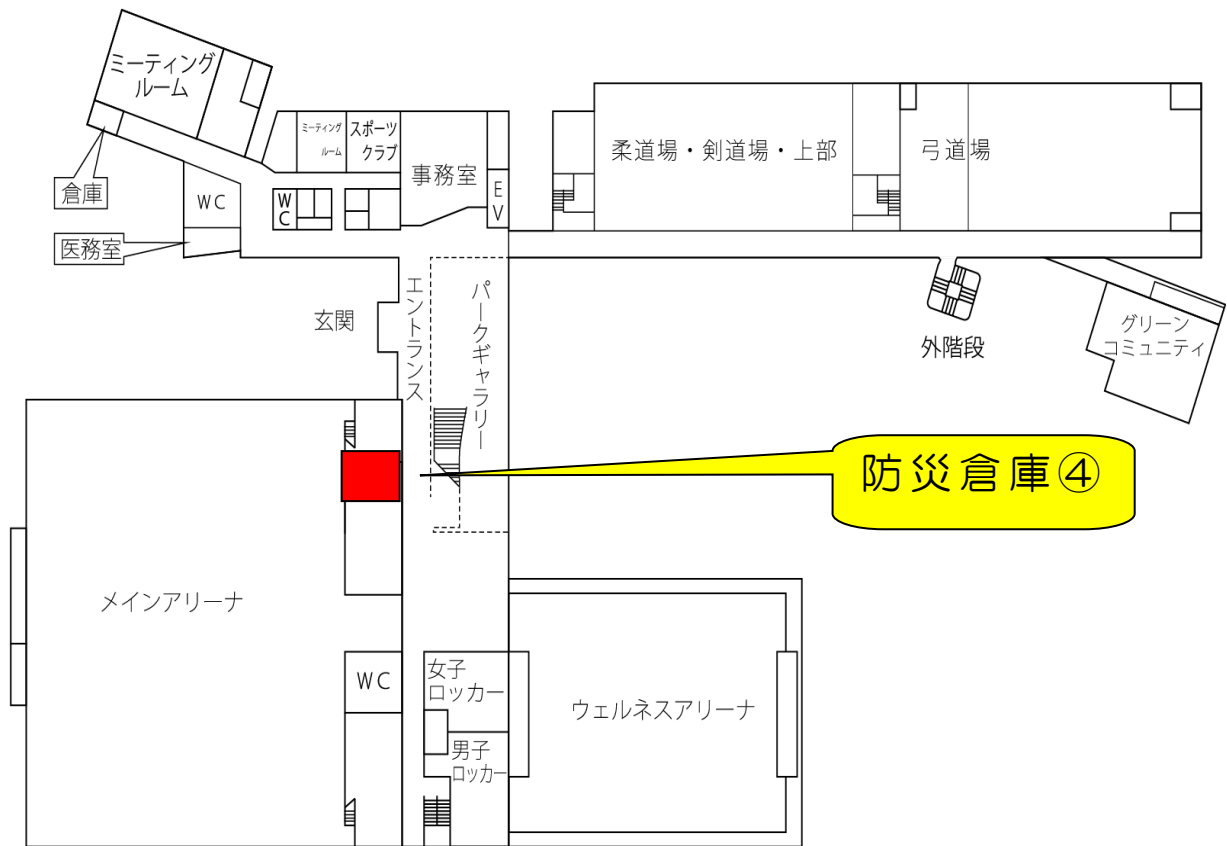 ミーティング
ルーム
倉庫
ミーティング
ルーム
スポーツ
クラブ
事務室
EV
柔道場・剣道場・上部
弓道場
WC
WC
医務室
玄関
エントランス
パークギャラリー
外階段
グリーン
コミュニティ
防災倉庫④
メインアリーナ
WC
女子
ロッカー
男子
ロッカー
ウェルネスアリーナ